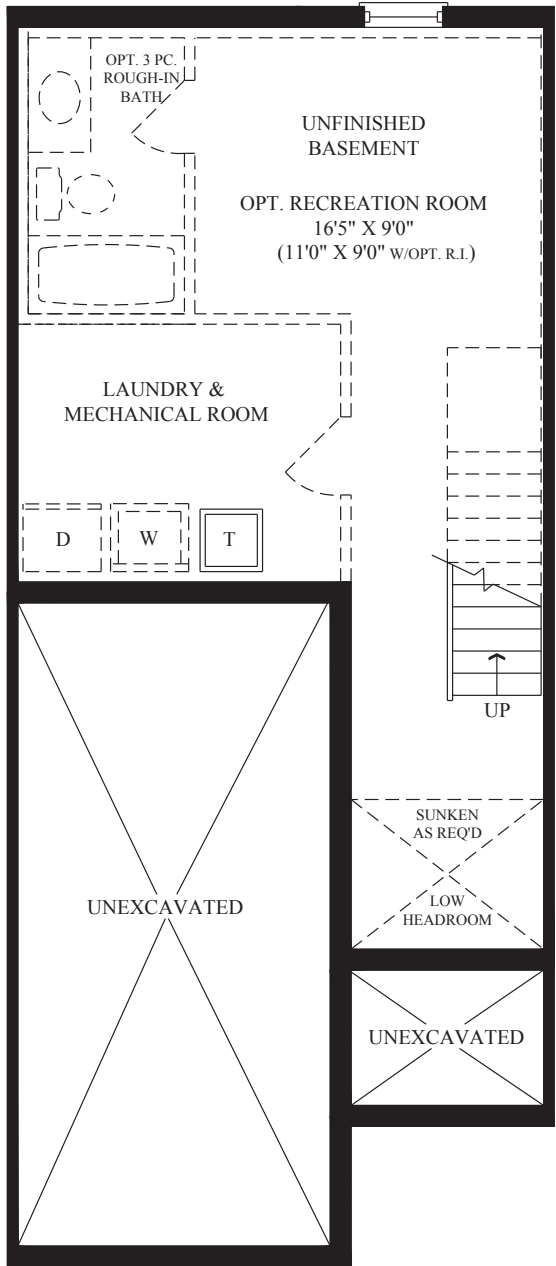 OPT. 3 PC.
ROUGH-IN
BATH
UNFINISHED
BASEMENT
OPT. RECREATION ROOM
16'5" X 9'0"
(11'0" X 9'0" W/OPT. R.I.)
LAUNDRY &
MECHANICAL ROOM
D
W
T
UP
SUNKEN
AS REQ'D
LOW
HEADROOM
UNEXCAVATED
UNEXCAVATED